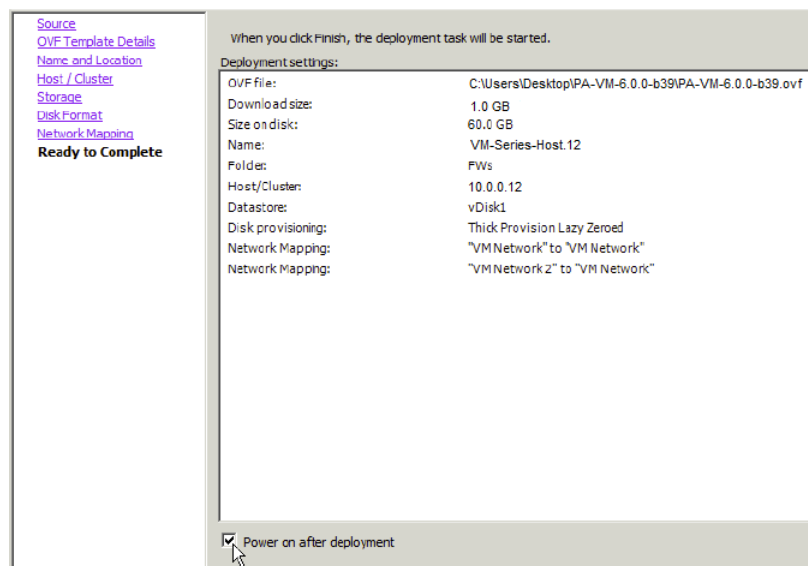 Source
OVF Template Details
Name and Location
Host / Cluster
Storage
Disk Format
Network Mapping
Ready to Complete
When you click Finish, the deployment task will be started.
Deployment settings:
OVF file: C:\Users\Desktop\PA-VM-6.0.0-b39\PA-VM-6.0.0-b39.ovf
Download size: 1.0 GB
Size on disk: 60.0 GB
Name: VM-Series-Host.12
Folder: FWs
Host/Cluster: 10.0.0.12
Datastore: vDisk1
Disk provisioning: Thick Provision Lazy Zeroed
Network Mapping: "VM Network" to "VM Network"
Network Mapping: "VM Network 2" to "VM Network"
Power on after deployment